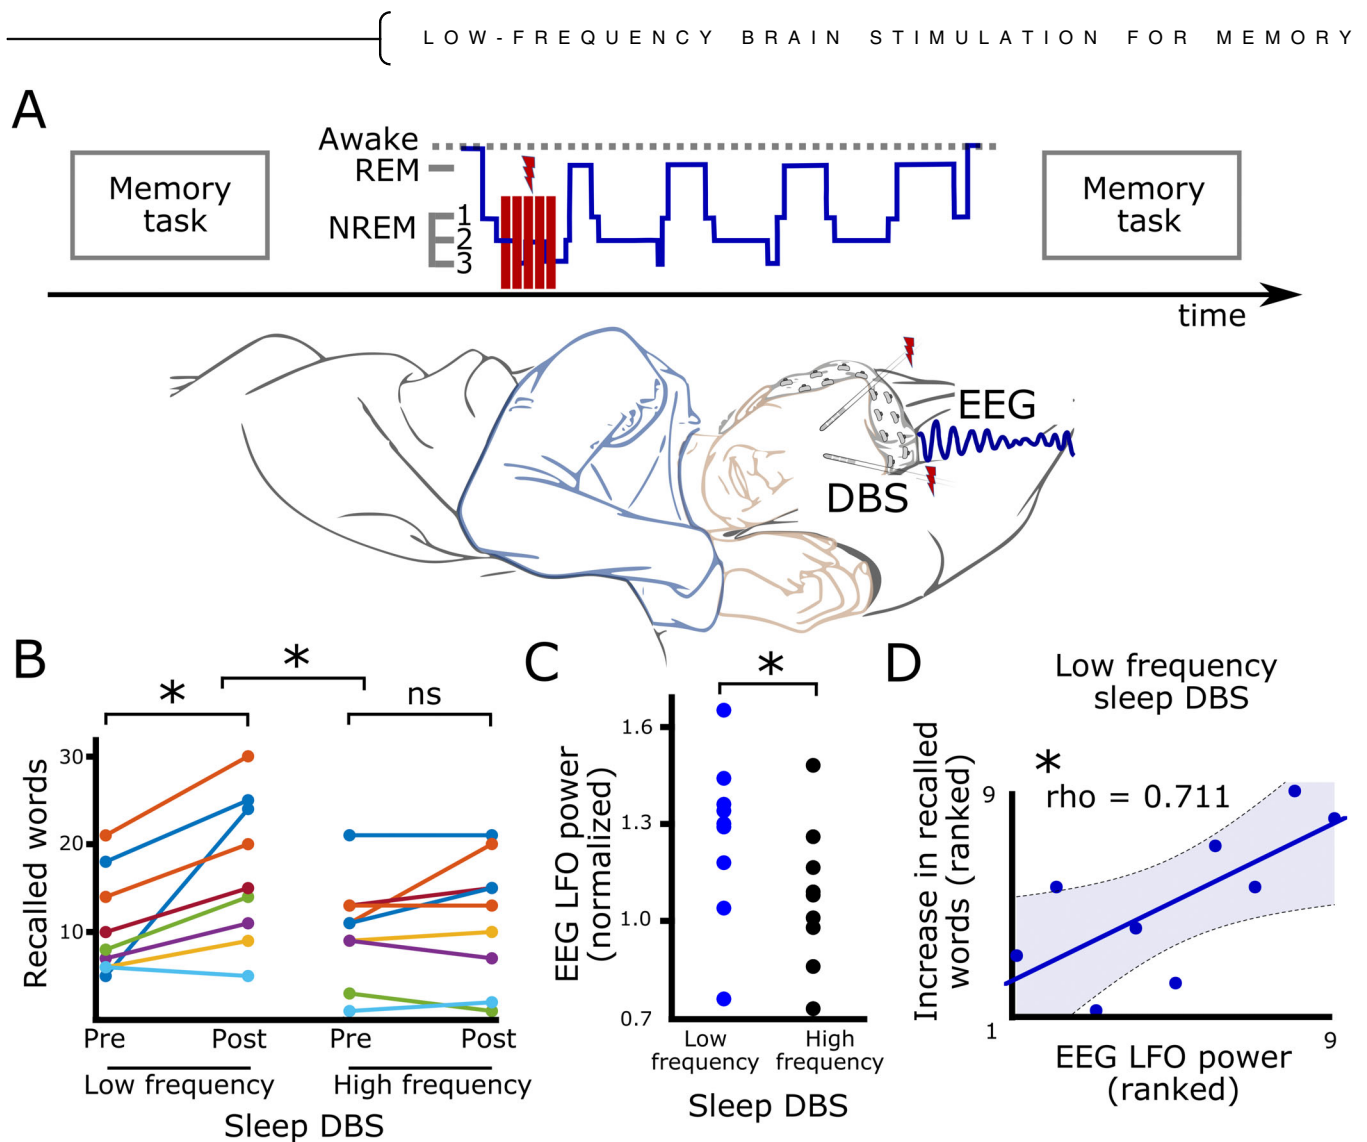 LOW-FREQUENCY BRAIN STIMULATION FOR MEMORY
A
Memory
task
Awake
REM
NREM
1
2
3
Memory
task
time
EEG
DBS
B
*
*
ns
Recalled words
30
20
10
Pre
Post
Pre
Post
Low frequency
High frequency
Sleep DBS
C
*
EEG LFO power
(normalized)
1.6
1.3
1.0
0.7
Low
frequency
High
frequency
Sleep DBS
D
Low frequency
sleep DBS
*
rho = 0.711
Increase in recalled
words (ranked)
9
1
9
EEG LFO power
(ranked)